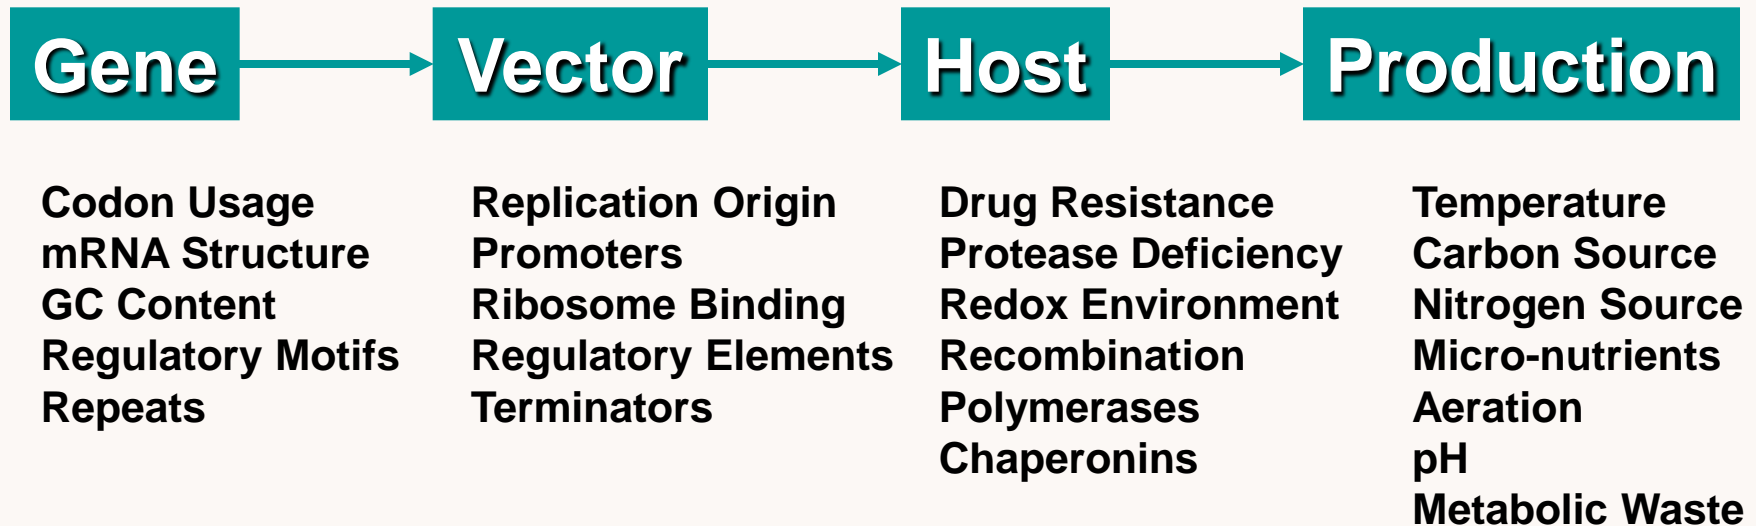 Gene
Vector
Host
Production
Codon Usage
mRNA Structure
GC Content
Regulatory Motifs
Repeats
Replication Origin
Promoters
Ribosome Binding
Regulatory Elements
Terminators
Drug Resistance
Protease Deficiency
Redox Environment
Recombination
Polymerases
Chaperonins
Temperature
Carbon Source
Nitrogen Source
Micro-nutrients
Aeration
pH
Metabolic Waste